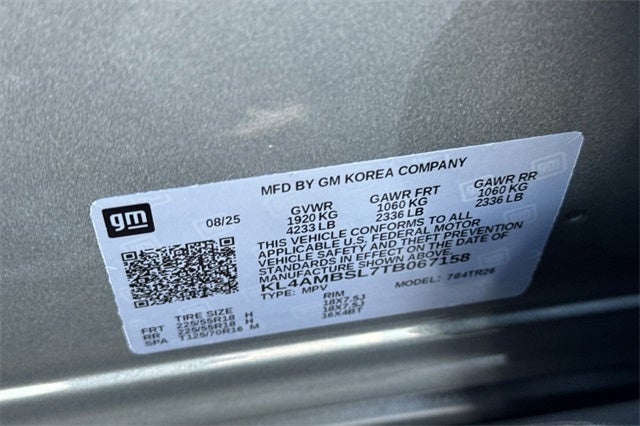 MFD BY GM KOREA COMPANY
gm
08/25
GVWR GAWR FRT GAWR RR
1920 KG 1060 KG 1060 KG
4233 LB 2336 LB 2336 LB
THIS VEHICLE CONFORMS TO ALL
APPLICABLE U.S. FEDERAL MOTOR
VEHICLE SAFETY AND THEFT PREVENTION
STANDARDS IN EFFECT ON THE DATE OF
MANUFACTURE SHOWN ABOVE.
KL4AMBSL7TB067158
TYPE: MPV MODEL: 784TR26
TIRE SIZE RIM
FRT 225/55R18 H 18X7.5J
RR 225/55R18 H 18X7.5J
SPA T125/70R16 M 16X4BT